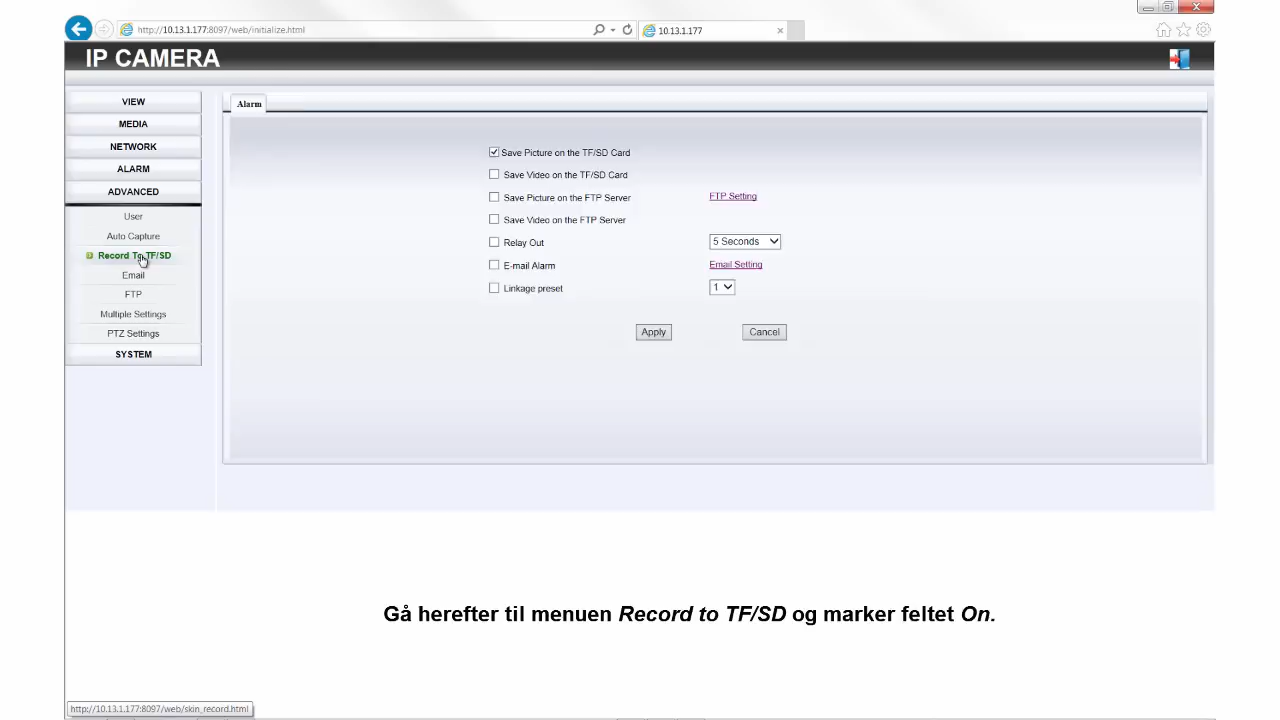 http://10.13.1.177:8097/web/initialize.html
10.13.1.177
IP CAMERA
VIEW
MEDIA
NETWORK
ALARM
ADVANCED
User
Auto Capture
Record To TF/SD
Email
FTP
Multiple Settings
PTZ Settings
SYSTEM
Alarm
Save Picture on the TF/SD Card
Save Video on the TF/SD Card
Save Picture on the FTP Server FTP Setting
Save Video on the FTP Server
Relay Out 5 Seconds
E-mail Alarm Email Setting
Linkage preset 1
Apply Cancel
Gå herefter til menuen Record to TF/SD og marker feltet On.
http://10.13.1.177:8097/web/skin_record.html